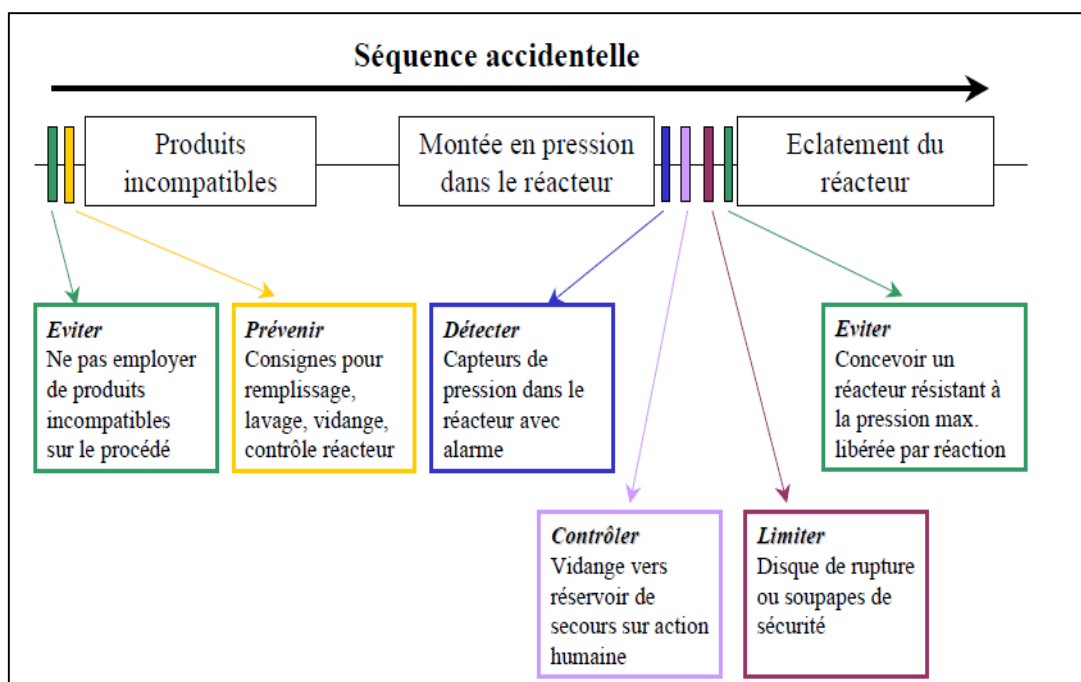 Séquence accidentelle
Produits
incompatibles
Montée en pression
dans le réacteur
Eclatement du
réacteur
Eviter
Ne pas employer
de produits
incompatibles
sur le procédé
Prévenir
Consignes pour
remplissage,
lavage, vidange,
contrôle réacteur
Détecter
Capteurs de
pression dans le
réacteur avec
alarme
Eviter
Concevoir un
réacteur résistant à
la pression max.
libérée par réaction
Contrôler
Vidange vers
réservoir de
secours sur action
humaine
Limiter
Disque de rupture
ou soupapes de
sécurité